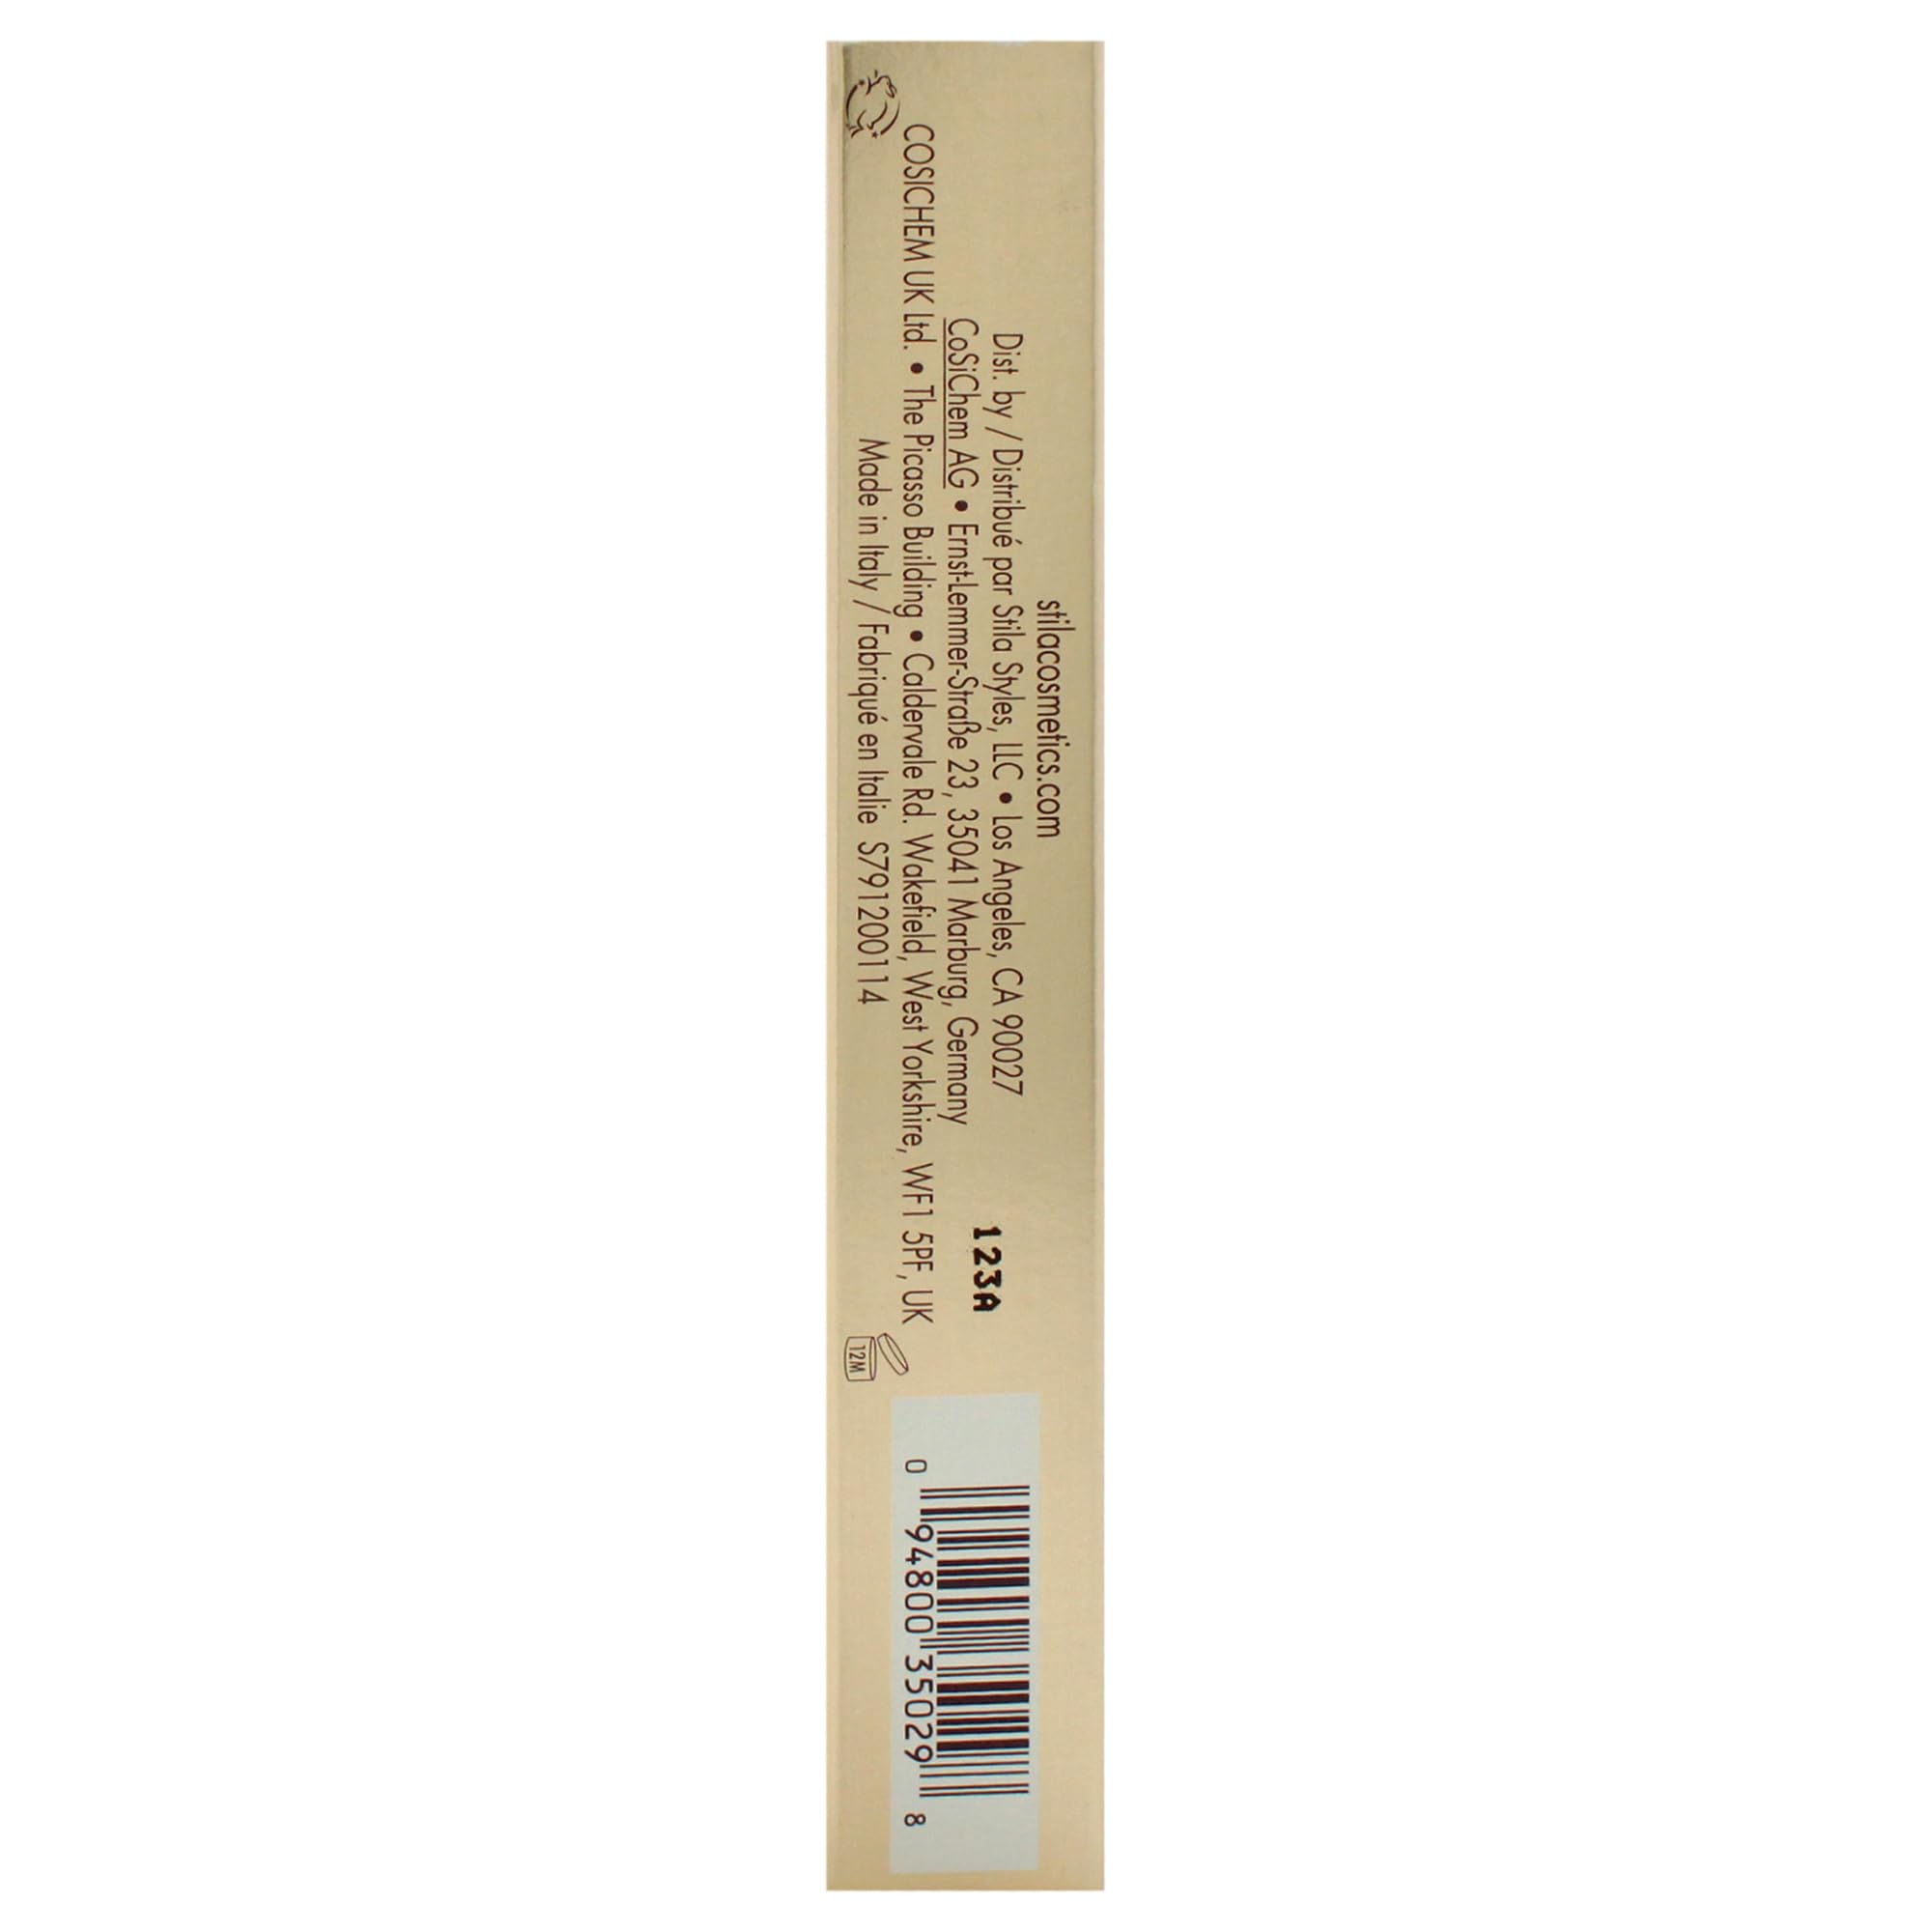 stilacosmetics.com
Dist. by / Distribué par Stila Styles, LLC • Los Angeles, CA 90027
CoSiChem AG • Ernst-Lemmer-Straße 23, 35041 Marburg, Germany
COSICHEM UK Ltd. • The Picasso Building • Caldervale Rd. Wakefield, West Yorkshire, WF1 5PF, UK
Made in Italy / Fabriqué en Italie S791200114
123A
12M
0 94800 35029 8